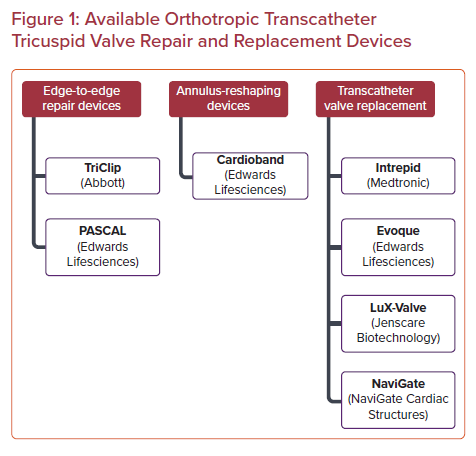 Figure 1: Available Orthotropic Transcatheter
Tricuspid Valve Repair and Replacement Devices
Edge-to-edge
repair devices
TriClip
(Abbott)
PASCAL
(Edwards
Lifesciences)
Annulus-reshaping
devices
Cardioband
(Edwards
Lifesciences)
Transcatheter
valve replacement
Intrepid
(Medtronic)
Evoque
(Edwards
Lifesciences)
LuX-Valve
(Jenscare
Biotechnology)
NaviGate
(NaviGate Cardiac
Structures)